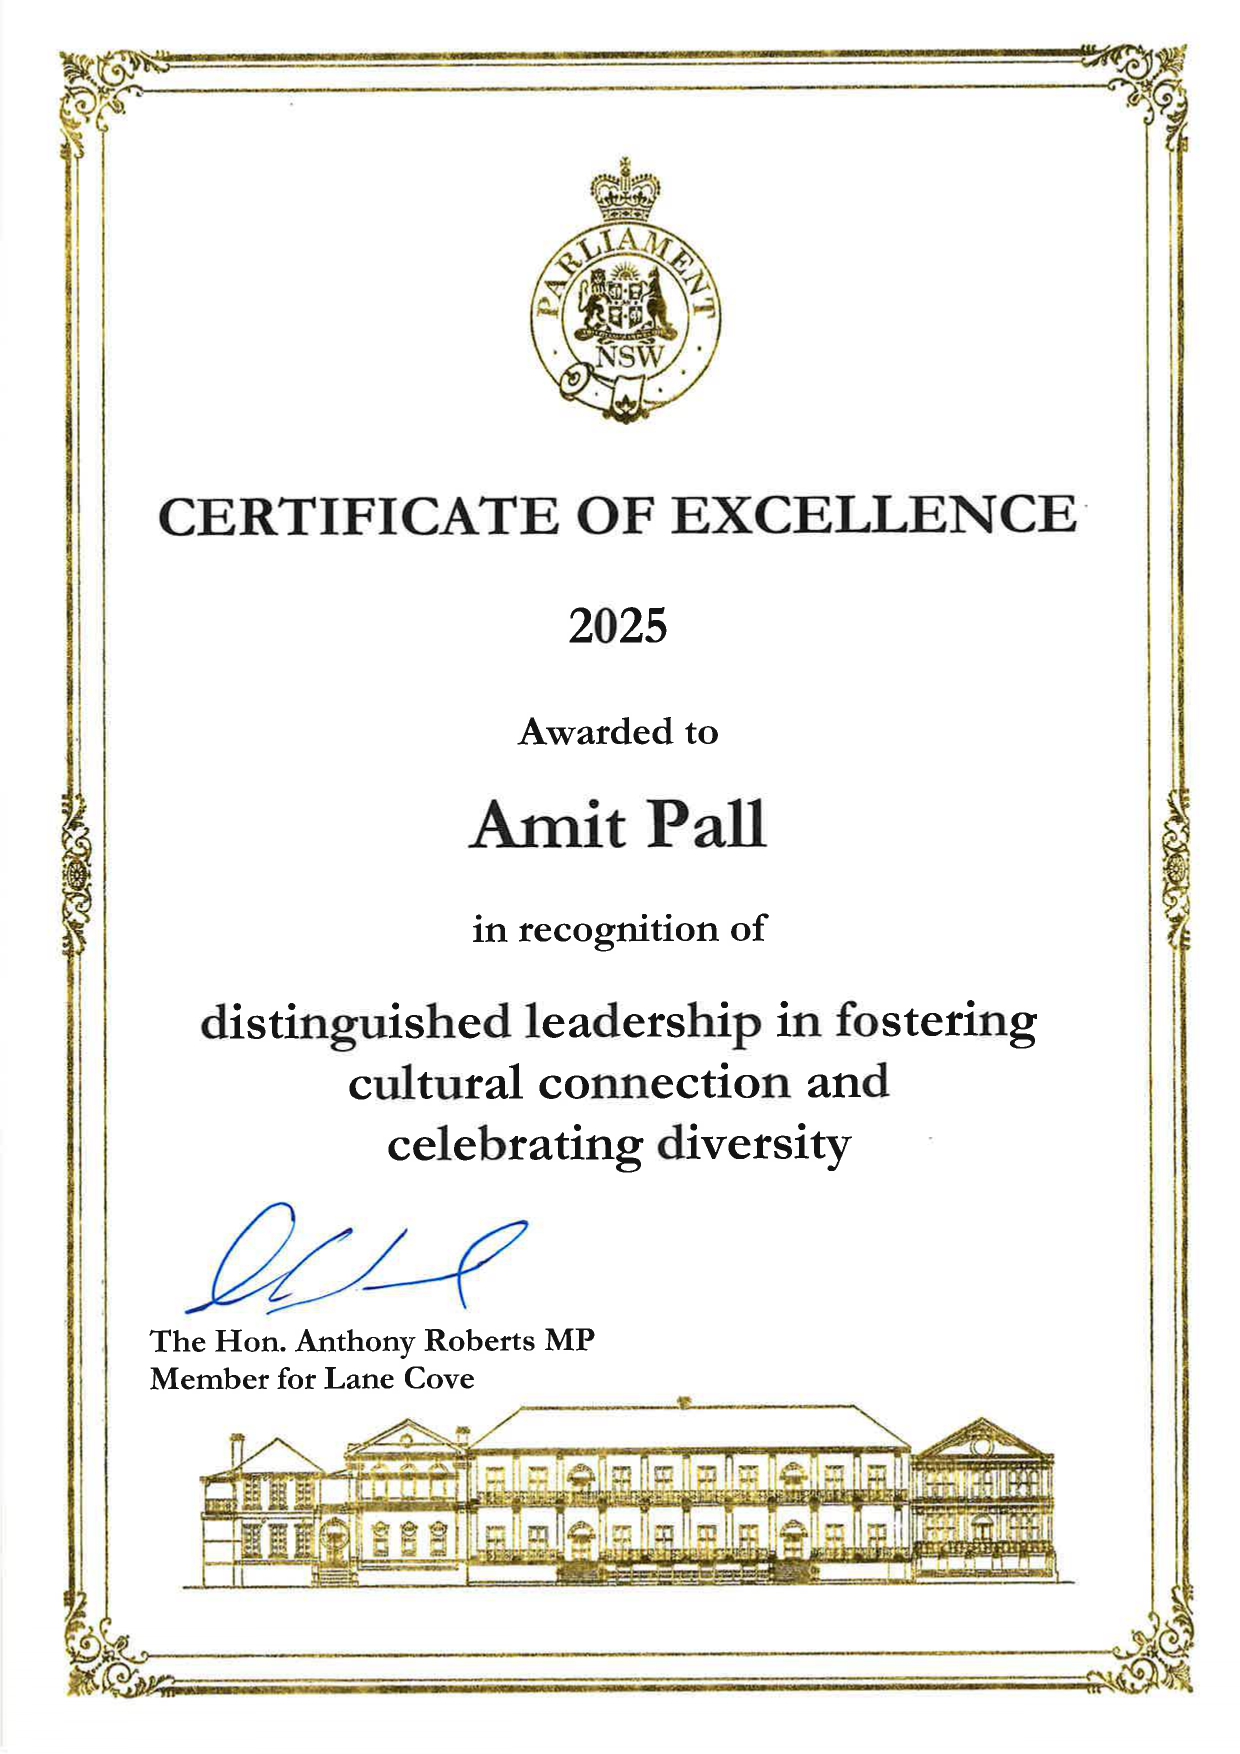 PARLIAMENT
NSW
CERTIFICATE OF EXCELLENCE
2025
Awarded to
Amit Pall
in recognition of
distinguished leadership in fostering
cultural connection and
celebrating diversity
The Hon. Anthony Roberts MP
Member for Lane Cove